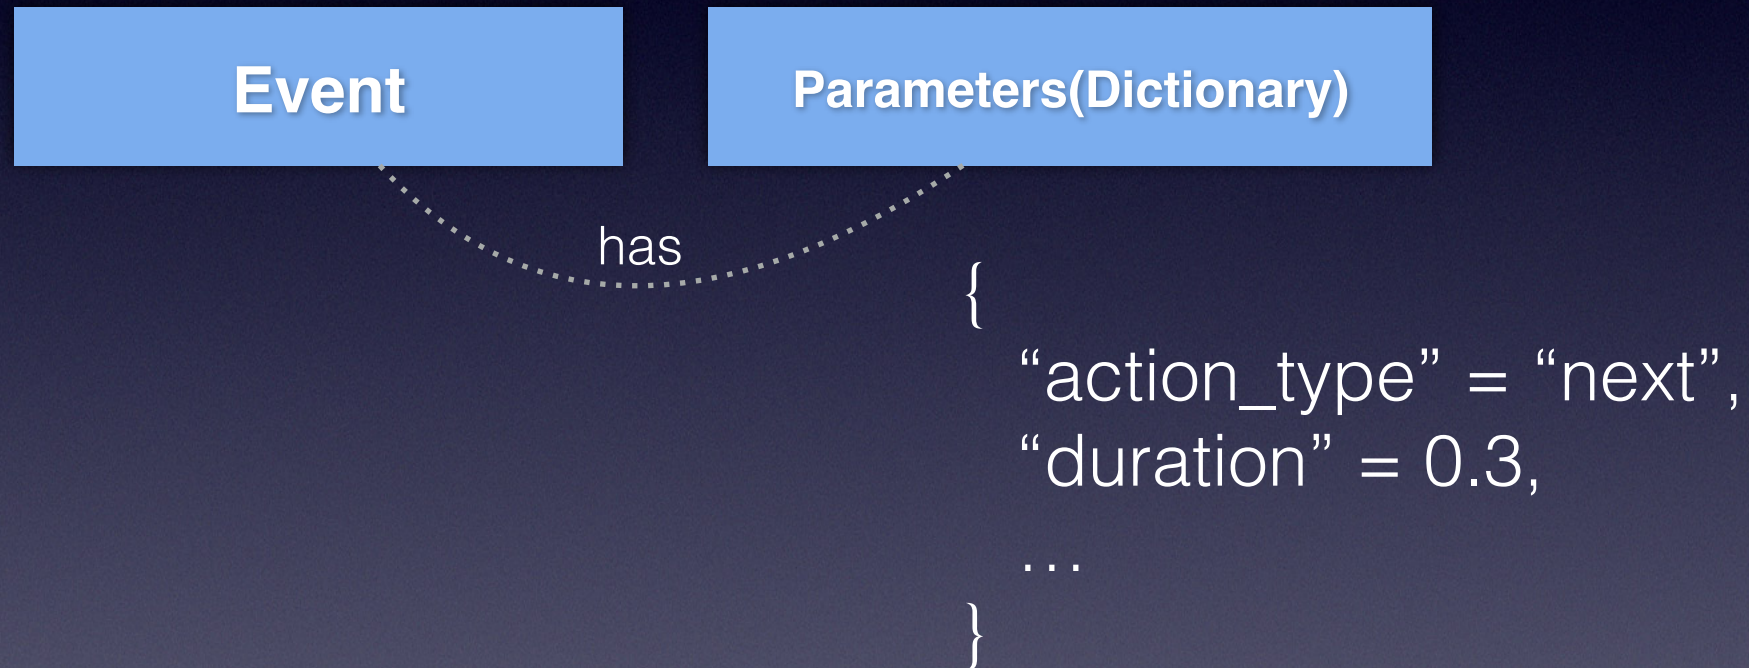 Event
Parameters(Dictionary)
has
{
“action_type” = “next”,
“duration” = 0.3,
…
}